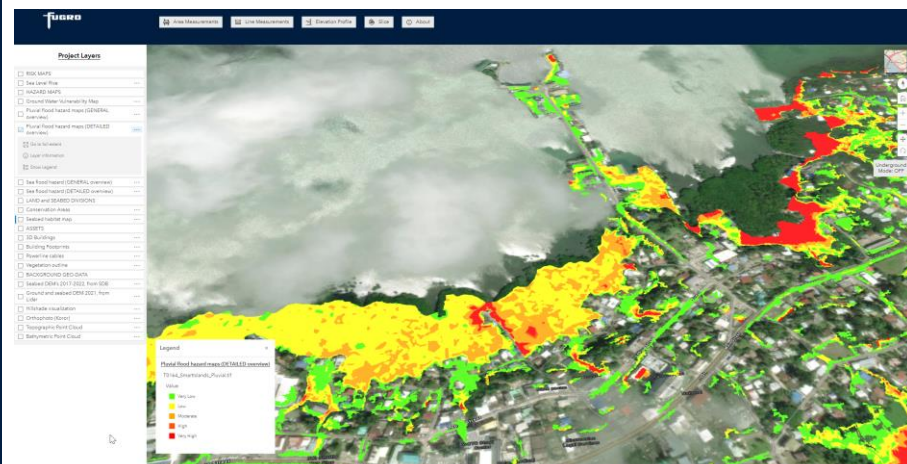 FUGRO
Area Measurements
Line Measurements
Elevation Profile
Slice
About
Project Layers
RISK MAPS
Sea Level Rise
HAZARD MAPS
Ground Water Vulnerability Map
Pluvial Flood hazard maps (GENERAL
overview)
Pluvial Flood hazard maps (DETAILED
overview)
Go to Extent
Layer Information
Show Legend
Sea flood hazard (GENERAL overview)
Sea flood hazard (DETAILED overview)
LAND and SEABED DIVISIONS
Conservation Areas
Seabed habitat map
ASSETS
3D Buildings
Building Footprints
Powerline cables
Vegetation outline
BACKGROUND GEO-DATA
Seabed DEM's 2017-2022, from SDB
Ground and seabed DEM 2021, from
Lidar
Hillshade visualisation
Orthophoto (Koror)
Topographic Point Cloud
Bathymetric Point Cloud
Underground
Mode: OFF
Legend
Pluvial Flood hazard maps (DETAILED overview)
Value
Very Low
Low
Moderate
High
Very High